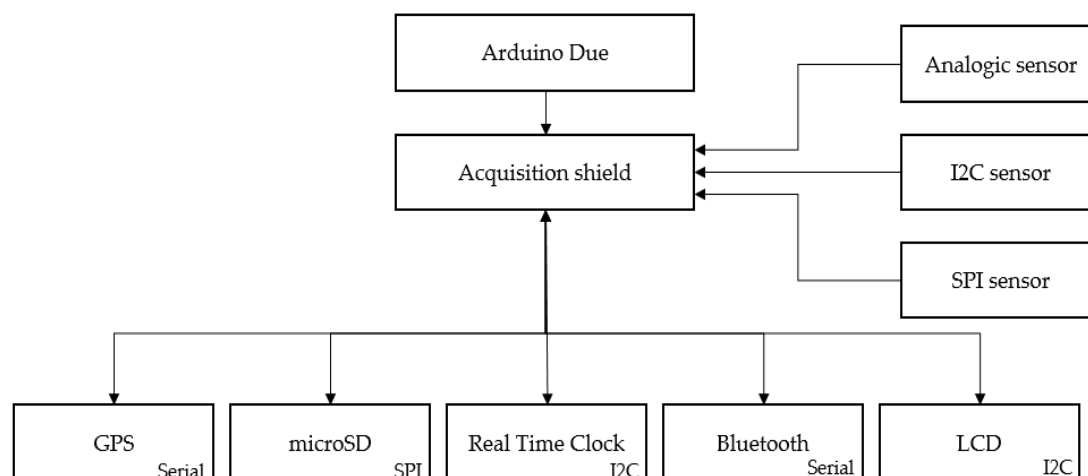 Arduino Due
Analogic sensor
Acquisition shield
I2C sensor
SPI sensor
GPS
Serial
microSD
SPI
Real Time Clock
I2C
Bluetooth
Serial
LCD
I2C